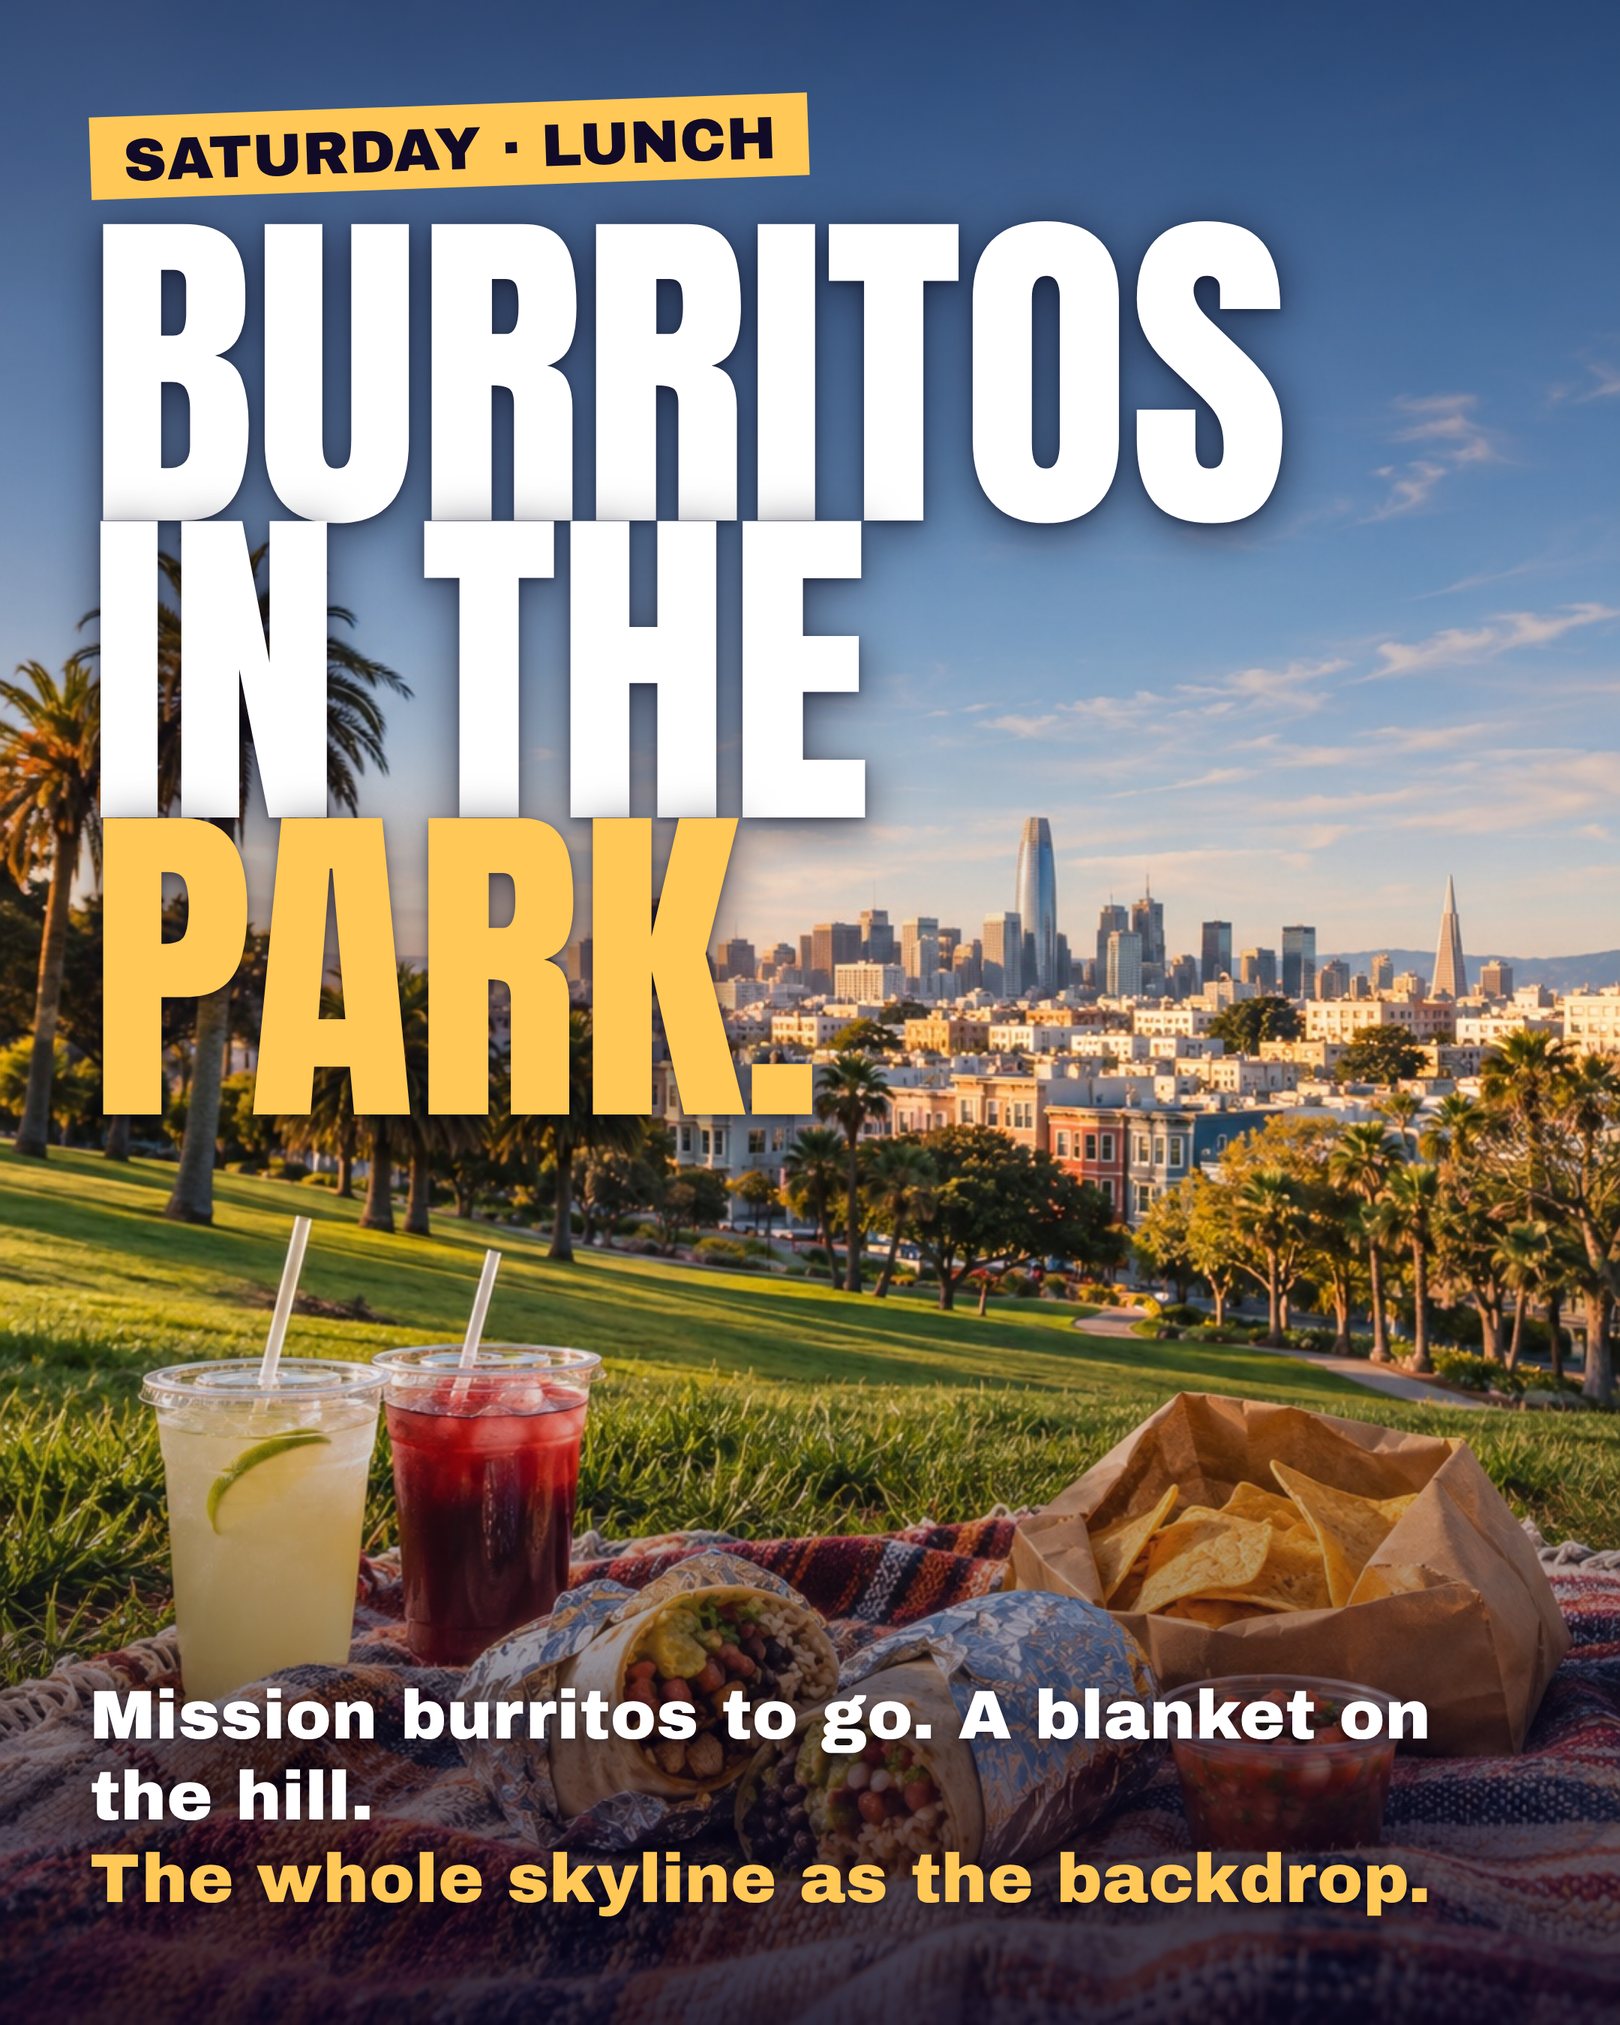 SATURDAY · LUNCH
BURRITOS
IN THE
PARK.
Mission burritos to go. A blanket on
the hill.
The whole skyline as the backdrop.